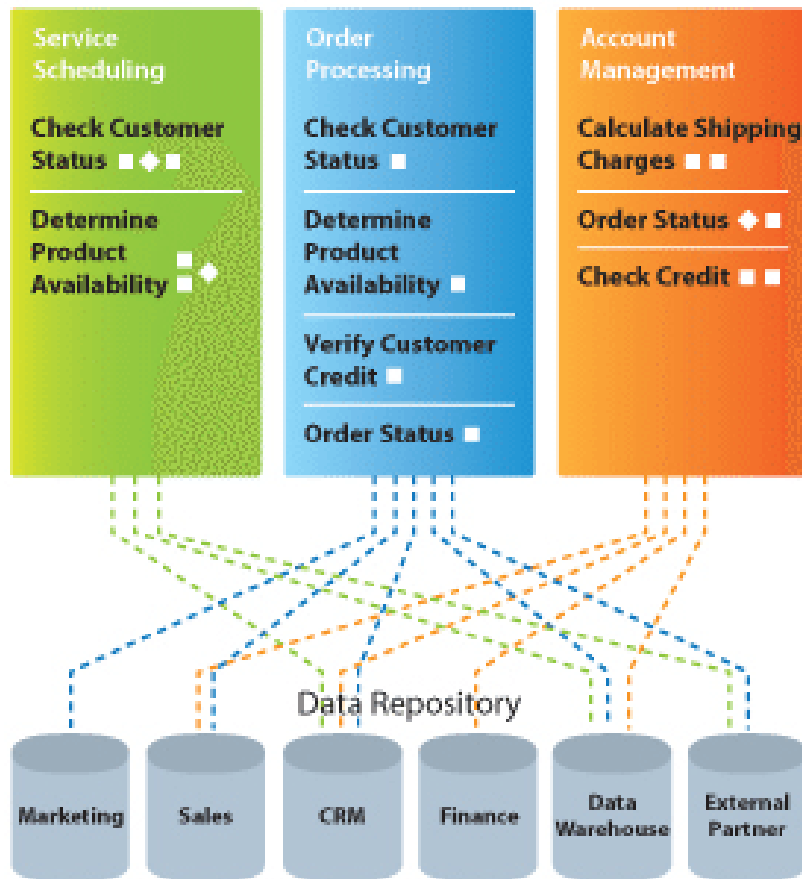 Service
Scheduling
Check Customer
Status
Determine
Product
Availability
Order
Processing
Check Customer
Status
Determine
Product
Availability
Verify Customer
Credit
Order Status
Account
Management
Calculate Shipping
Charges
Order Status
Check Credit
Data Repository
Marketing
Sales
CRM
Finance
Data
Warehouse
External
Partner